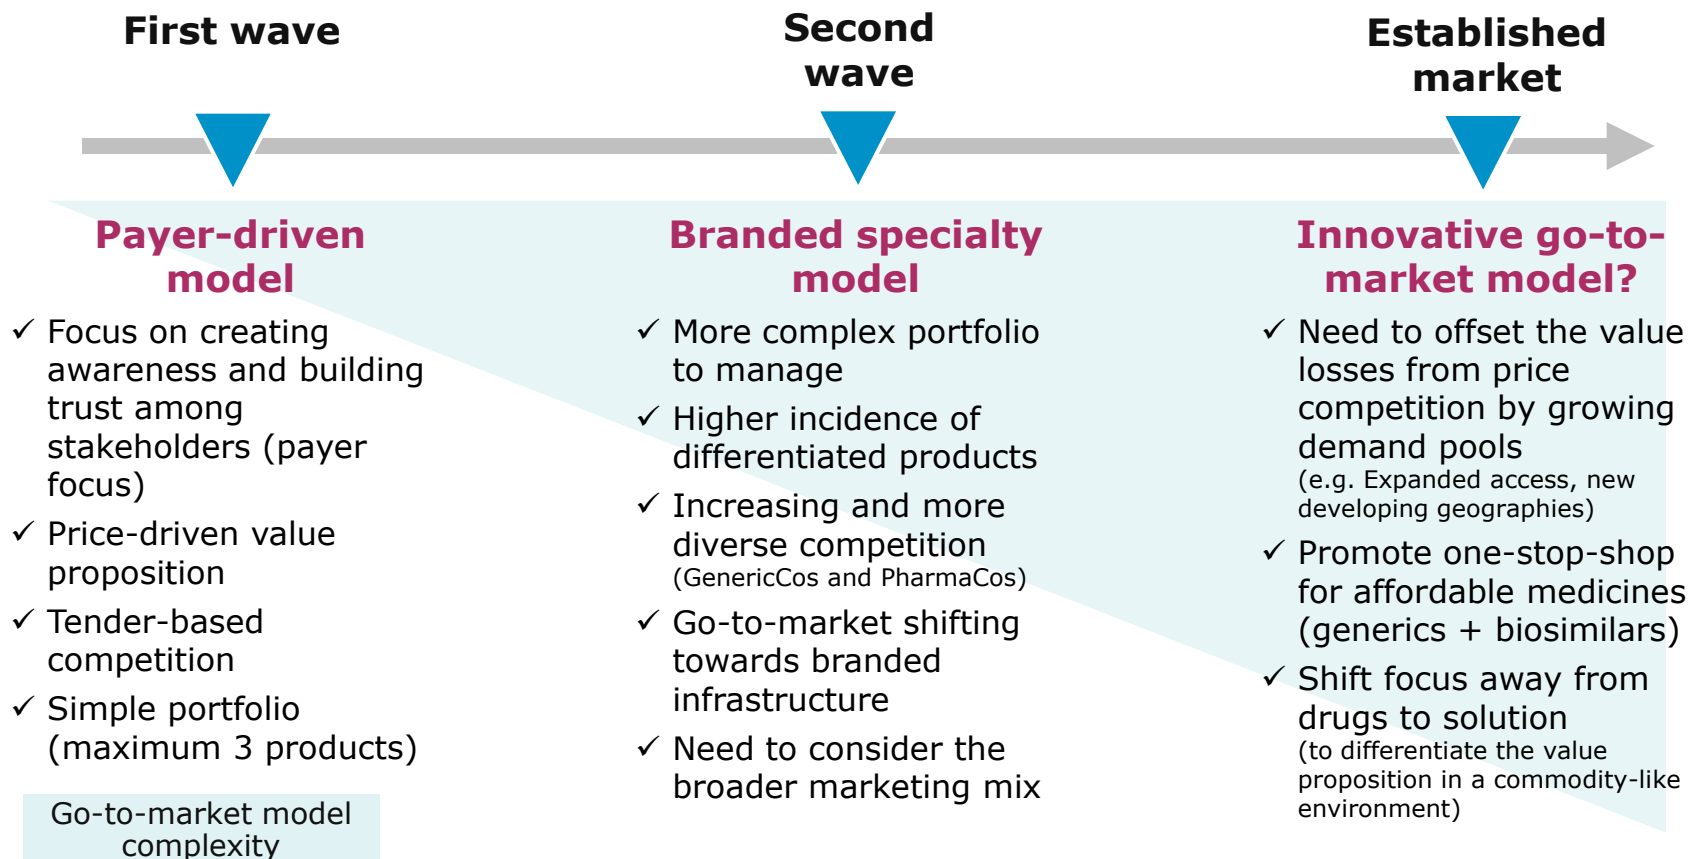 First wave
Second
wave
Established
market
Payer-driven
model
✓ Focus on creating
awareness and building
trust among
stakeholders (payer
focus)
✓ Price-driven value
proposition
✓ Tender-based
competition
✓ Simple portfolio
(maximum 3 products)
Go-to-market model
complexity
Branded specialty
model
✓ More complex portfolio
to manage
✓ Higher incidence of
differentiated products
✓ Increasing and more
diverse competition
(GenericCos and PharmaCos)
✓ Go-to-market shifting
towards branded
infrastructure
✓ Need to consider the
broader marketing mix
Innovative go-to-
market model?
✓ Need to offset the value
losses from price
competition by growing
demand pools
(e.g. Expanded access, new
developing geographies)
✓ Promote one-stop-shop
for affordable medicines
(generics + biosimilars)
✓ Shift focus away from
drugs to solution
(to differentiate the value
proposition in a commodity-like
environment)